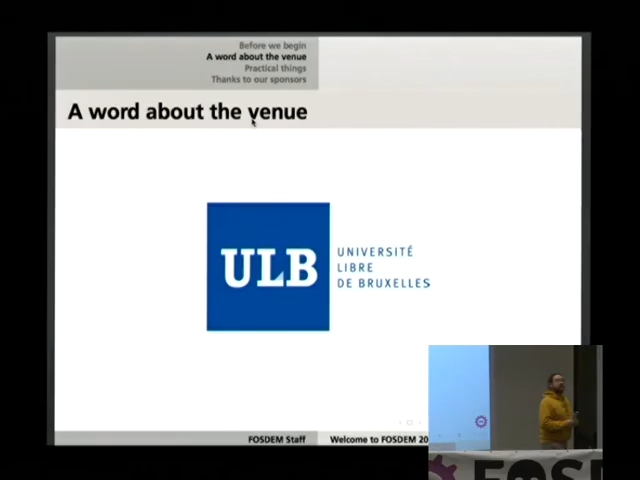 Before we begin
A word about the venue
Practical things
Thanks to our sponsors
A word about the venue
ULB
UNIVERSITÉ
LIBRE
DE BRUXELLES
FOSDEM Staff
Welcome to FOSDEM 20
FOSD